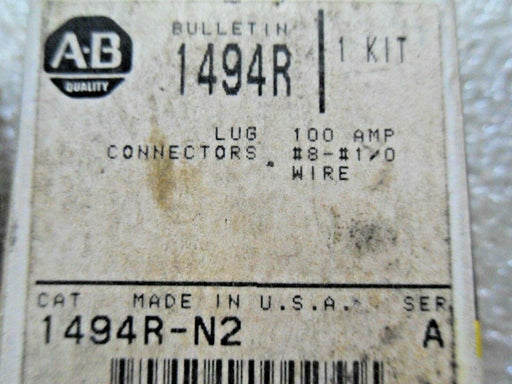 A-B
QUALITY
BULLETIN
1494R
1 KIT
LUG 100 AMP
CONNECTORS #8-#1/0
WIRE
CAT MADE IN U.S.A. SER
1494R-N2 A